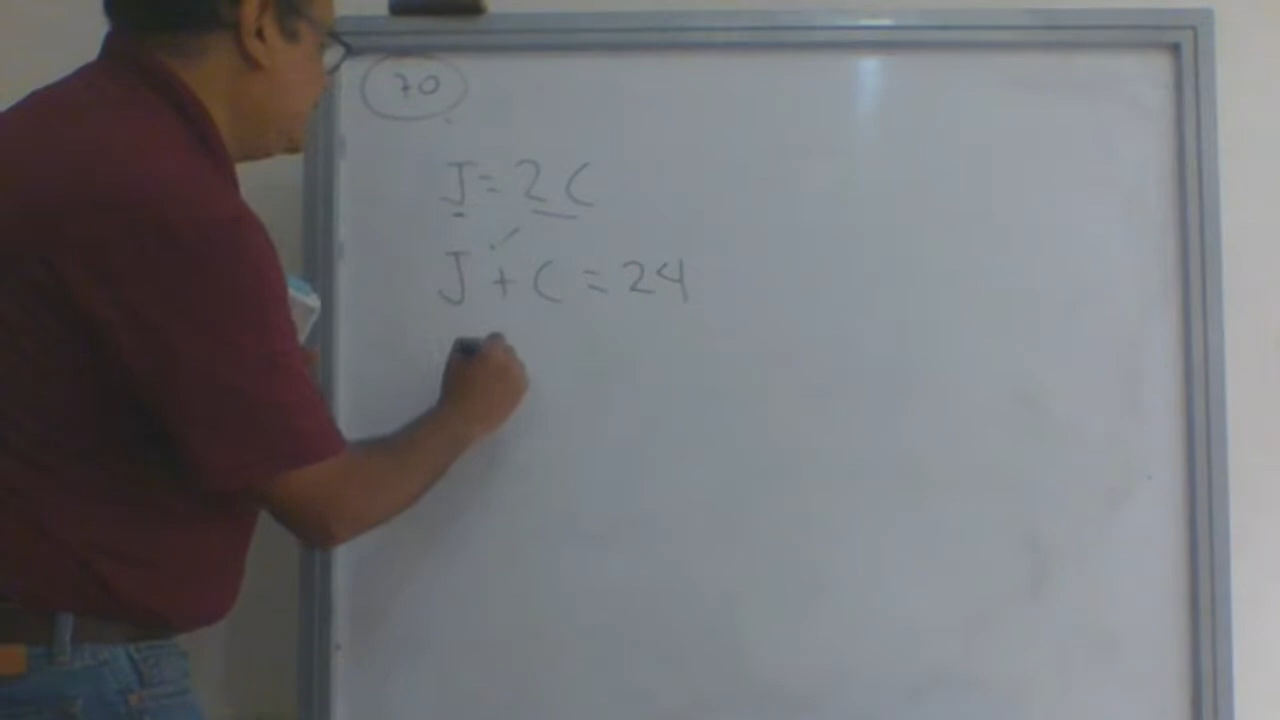 70
J = 2C
J + C = 24